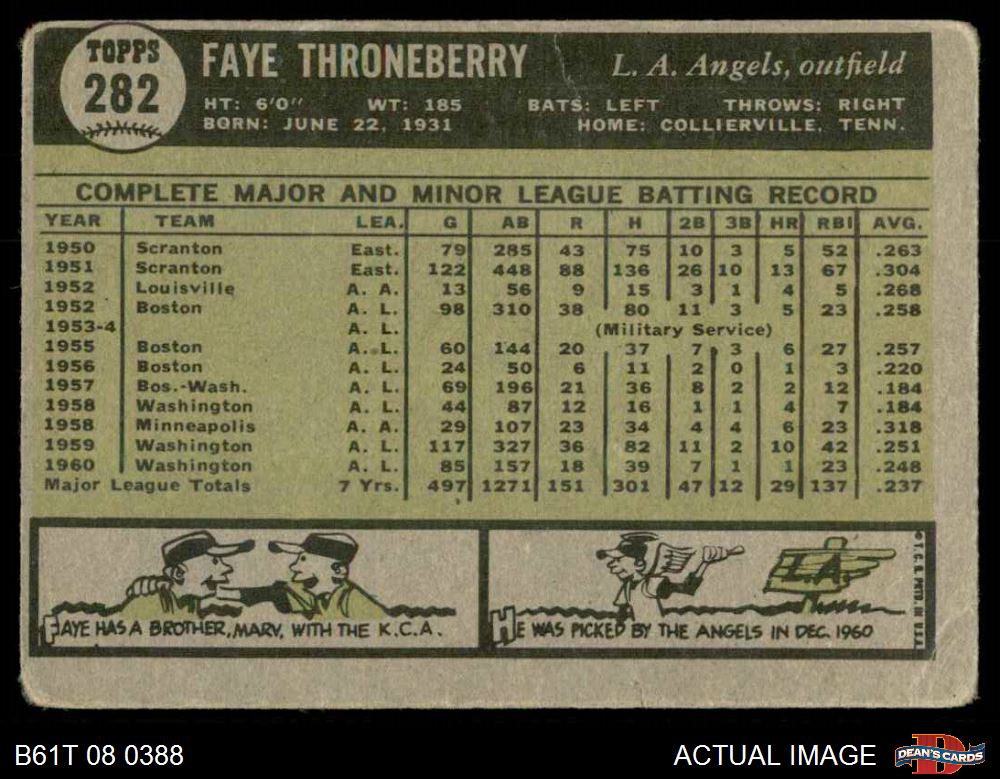 TOPPS
282
FAYE THRONEBERRY
L. A. Angels, outfield
HT: 6'0" WT: 185 BATS: LEFT THROWS: RIGHT
BORN: JUNE 22, 1931 HOME: COLLIERVILLE, TENN.
COMPLETE MAJOR AND MINOR LEAGUE BATTING RECORD
YEAR TEAM LEA. G AB R H 2B 3B HR RBI AVG.
1950 Scranton East. 79 285 43 75 10 3 5 52 .263
1951 Scranton East. 122 448 88 136 26 10 13 67 .304
1952 Louisville A. A. 13 56 9 15 3 1 4 5 .268
1952 Boston A. L. 98 310 38 80 11 3 5 23 .258
1953-4 A. L. (Military Service)
1955 Boston A. L. 60 144 20 37 7 3 6 27 .257
1956 Boston A. L. 24 50 6 11 2 0 1 3 .220
1957 Bos.-Wash. A. L. 69 196 21 36 8 2 2 12 .184
1958 Washington A. L. 44 87 12 16 1 1 4 7 .184
1958 Minneapolis A. A. 29 107 23 34 4 4 6 23 .318
1959 Washington A. L. 117 327 36 82 11 2 10 42 .251
1960 Washington A. L. 85 157 18 39 7 1 1 23 .248
Major League Totals 7 Yrs. 497 1271 151 301 47 12 29 137 .237
L.A.
FAYE HAS A BROTHER, MARV, WITH THE K.C.A.
HE WAS PICKED BY THE ANGELS IN DEC. 1960
© T. C. G. PRTD. IN U.S.A.
B61T 08 0388
ACTUAL IMAGE
DEAN'S CARDS